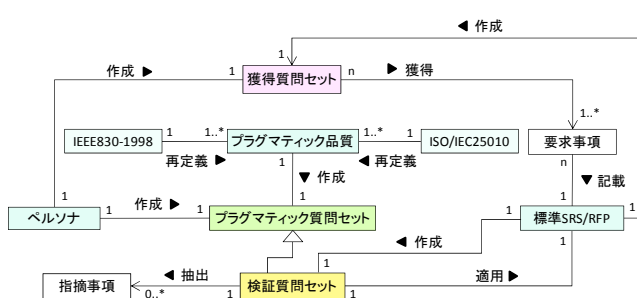 ◀ 作成
1
作成 ▶
1
獲得質問セット
n
▶ 獲得
1..*
IEEE830-1998
1
1..*
プラグマティック品質
1..*
1
ISO/IEC25010
要求事項
再定義 ▶
1
◀ 再定義
n
▼ 作成
▼ 記載
1
1
1
ペルソナ
1
作成 ▶
1
プラグマティック質問セット
1
標準SRS/RFP
1
◀ 作成
1
1
指摘事項
◀ 抽出
0..*
1
検証質問セット
1
適用 ▶